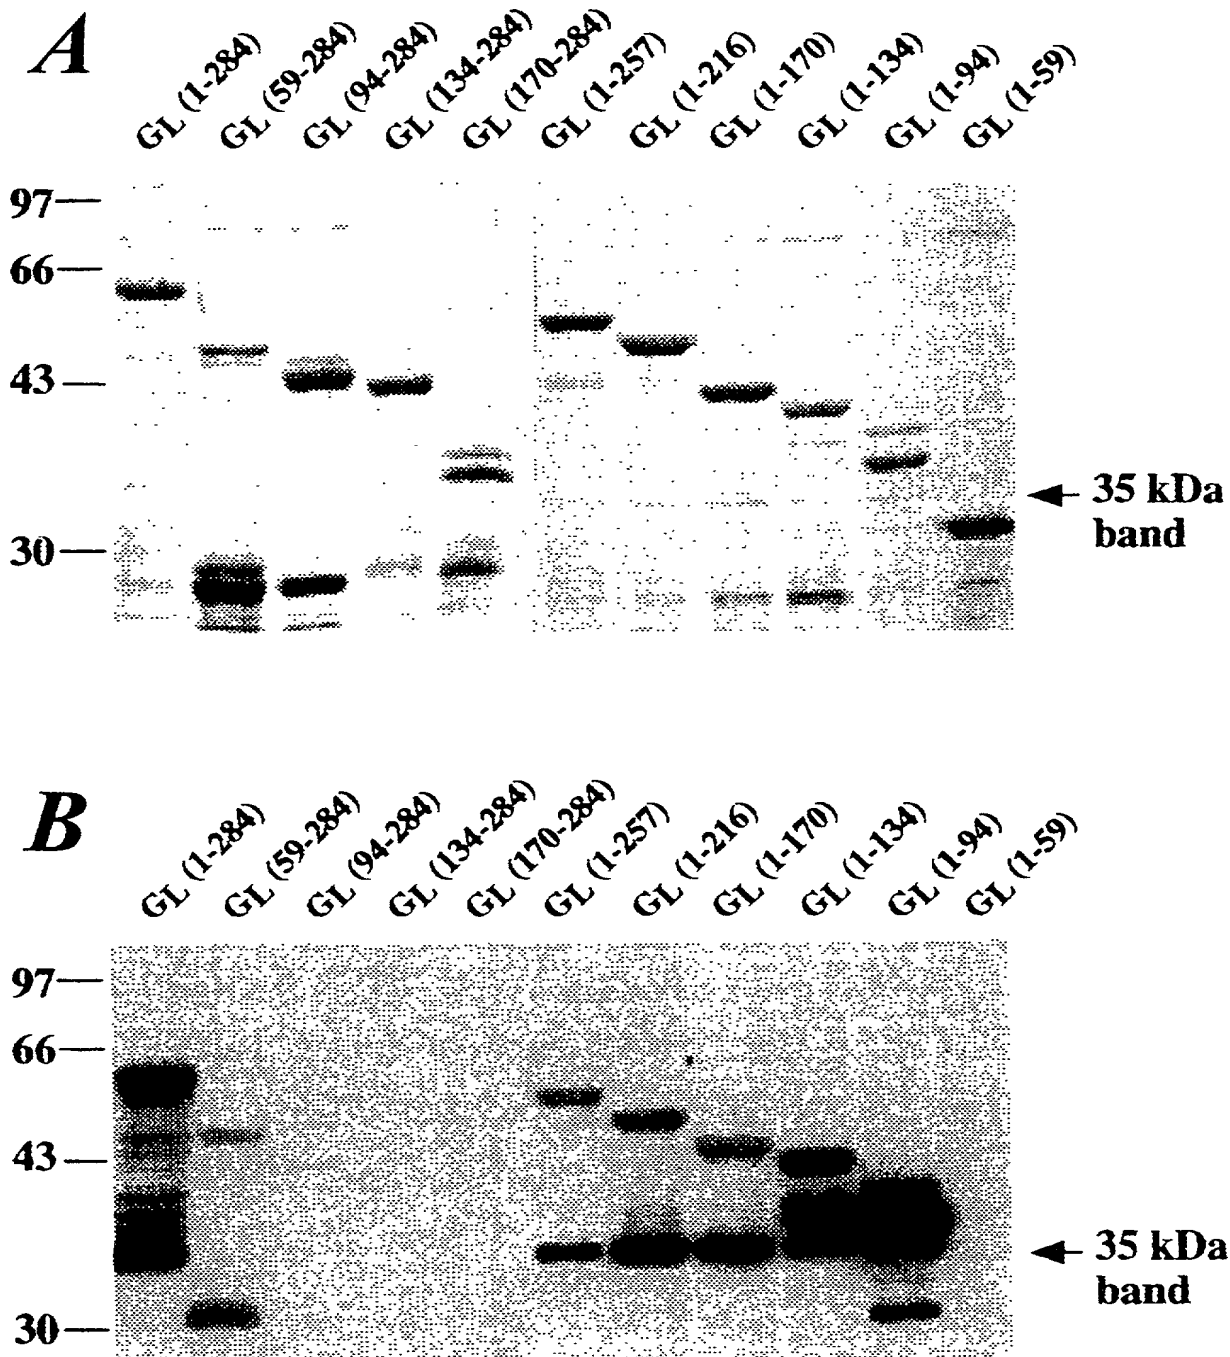 A
GL (1-284)
GL (59-284)
GL (94-284)
GL (134-284)
GL (170-284)
GL (1-257)
GL (1-216)
GL (1-170)
GL (1-134)
GL (1-94)
GL (1-59)
97
66
43
30
35 kDa
band
B
GL (1-284)
GL (59-284)
GL (94-284)
GL (134-284)
GL (170-284)
GL (1-257)
GL (1-216)
GL (1-170)
GL (1-134)
GL (1-94)
GL (1-59)
97
66
43
30
35 kDa
band